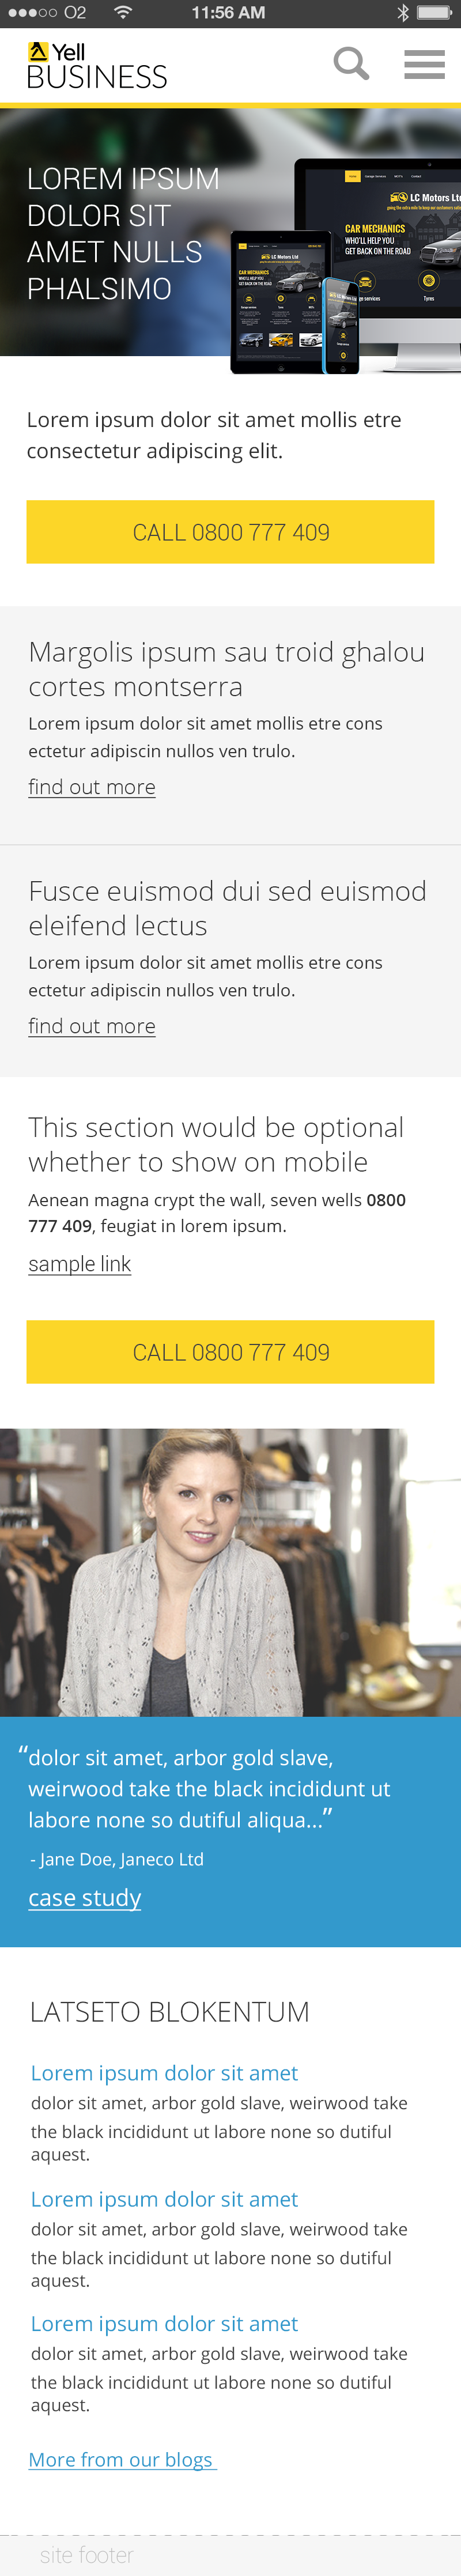 O2 11:56 AM
Yell
BUSINESS
LOREM IPSUM
DOLOR SIT
AMET NULLS
PHALSIMO
LC Motors Ltd
CAR MECHANICS
WHO'LL HELP YOU
GET BACK ON THE ROAD
Tyres
Lorem ipsum dolor sit amet mollis etre
consectetur adipiscing elit.
CALL 0800 777 409
Margolis ipsum sau troid ghalou
cortes montserra
Lorem ipsum dolor sit amet mollis etre cons
ectetur adipiscin nullos ven trulo.
find out more
Fusce euismod dui sed euismod
eleifend lectus
Lorem ipsum dolor sit amet mollis etre cons
ectetur adipiscin nullos ven trulo.
find out more
This section would be optional
whether to show on mobile
Aenean magna crypt the wall, seven wells 0800
777 409, feugiat in lorem ipsum.
sample link
CALL 0800 777 409
“dolor sit amet, arbor gold slave,
weirwood take the black incididunt ut
labore none so dutiful aliqua...”
- Jane Doe, Janeco Ltd
case study
LATSETO BLOKENTUM
Lorem ipsum dolor sit amet
dolor sit amet, arbor gold slave, weirwood take
the black incididunt ut labore none so dutiful
aquest.
Lorem ipsum dolor sit amet
dolor sit amet, arbor gold slave, weirwood take
the black incididunt ut labore none so dutiful
aquest.
Lorem ipsum dolor sit amet
dolor sit amet, arbor gold slave, weirwood take
the black incididunt ut labore none so dutiful
aquest.
More from our blogs
site footer